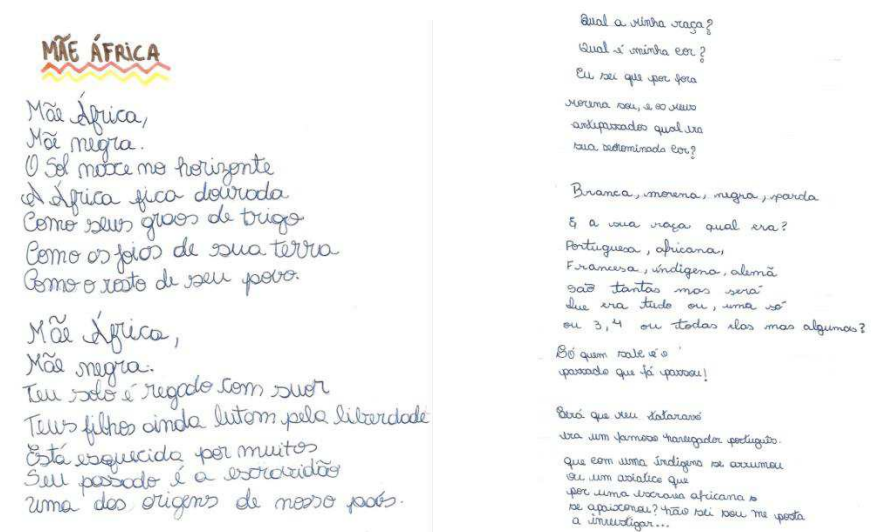 MÃE ÁFRICA
Mãe África,
Mãe negra.
O Sol nasce no horizonte
A África fica dourada
Como seus grãos de trigo
Como os joios de sua terra
Como o rosto de seu povo.
Mãe África,
Mãe negra.
Teu solo é regado com suor
Teus filhos ainda lutam pela liberdade
Está esquecida por muitos
Seu passado é a escravidão
uma das origens de nosso país.
Qual a minha raça?
Qual é minha cor?
Eu sei que por fora
morena sou, e os meus
antepassados qual era
sua cor?
Branca, morena, negra, parda
E a sua raça qual era?
Portuguesa, africana,
Francesa, indígena, alemã
são tantas mas será
Que era tudo ou, uma só
ou 3, 4 ou todas elas mas algumas?
Só quem sabe é o
passado que já passou!
Será que meu tataravô
era um famoso navegador português.
que com uma indígena se arrumou
ou um asiático que
por uma escrava africana
se apaixonou? não sei sou me
a investigar...